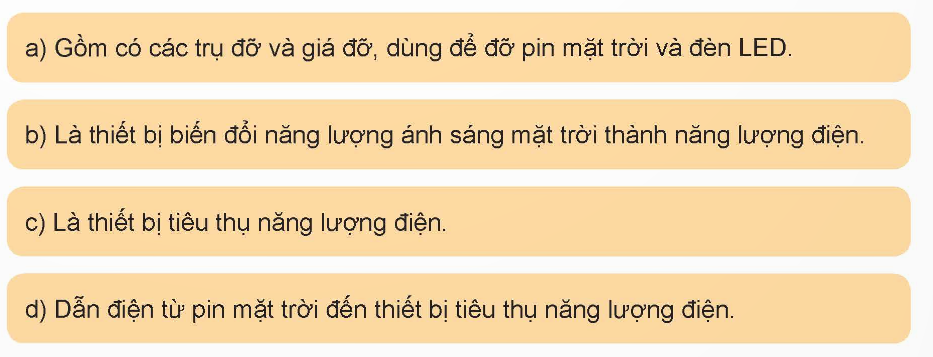 a) Gồm có các trụ đỡ và giá đỡ, dùng để đỡ pin mặt trời và đèn LED.
b) Là thiết bị biến đổi năng lượng ánh sáng mặt trời thành năng lượng điện.
c) Là thiết bị tiêu thụ năng lượng điện.
d) Dẫn điện từ pin mặt trời đến thiết bị tiêu thụ năng lượng điện.